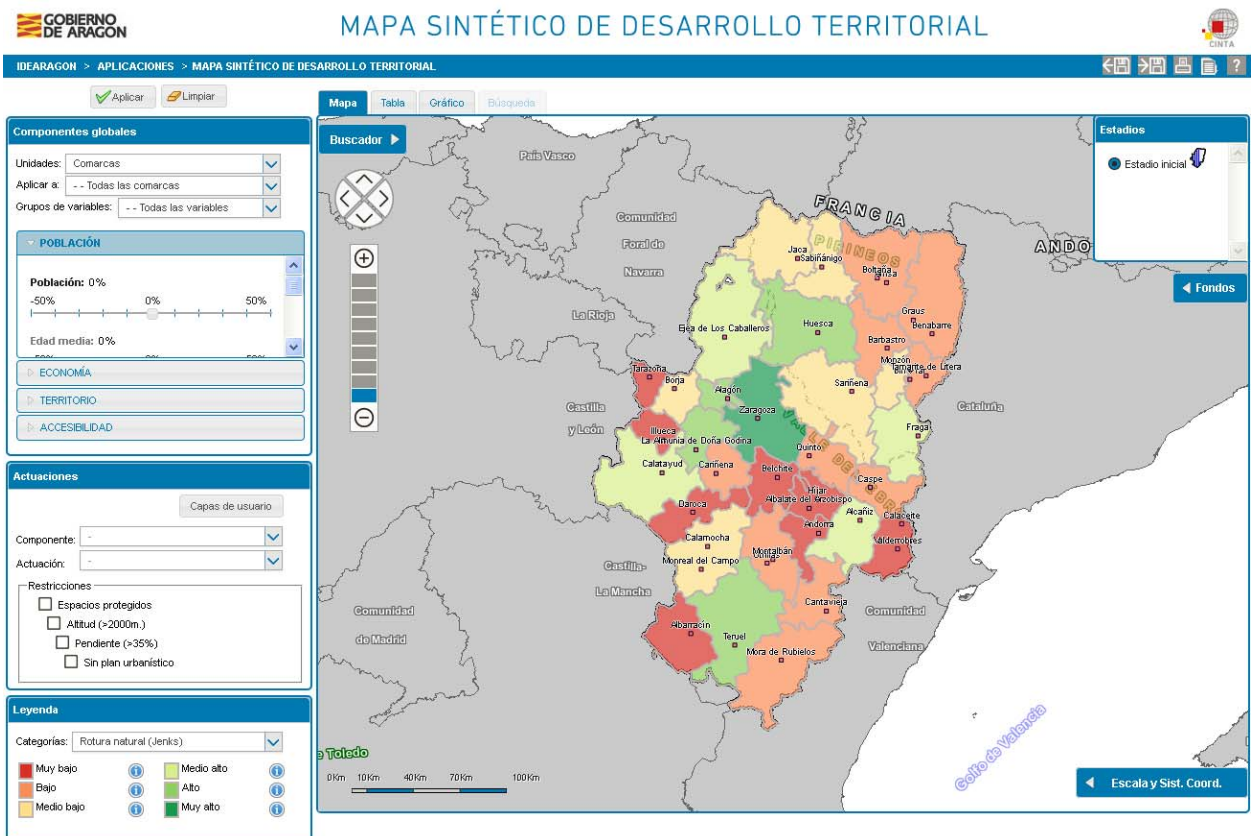 GOBIERNO
DE ARAGON
MAPA SINTÉTICO DE DESARROLLO TERRITORIAL
CINTA
IDEARAGON > APLICACIONES > MAPA SINTÉTICO DE DESARROLLO TERRITORIAL
?
Aplicar
Limpiar
Mapa
Tabla
Gráfico
Búsqueda
Componentes globales
Unidades: Comarcas
Aplicar a: - - Todas las comarcas
Grupos de variables: - - Todas las variables
POBLACIÓN
Población: 0%
-50% 0% 50%
Edad media: 0%
ECONOMÍA
TERRITORIO
ACCESIBILIDAD
Actuaciones
Capas de usuario
Componente: -
Actuación: -
Restricciones
Espacios protegidos
Altitud (>2000m.)
Pendiente (>35%)
Sin plan urbanístico
Leyenda
Categorías: Rotura natural (Jenks)
Muy bajo
Medio alto
Bajo
Alto
Medio bajo
Muy alto
Buscador
Estadios
Estadio inicial
Fondos
País Vasco
FRANCIA
Comunidad
Foral de
Navarra
PIRINEOS
ANDO
Jaca
Sabiñánigo
Boltaña
La Rioja
Graus
Benabarre
Ejea de Los Caballeros
Huesca
Barbastro
Monzón
Tamarite de Litera
Tarazona
Borja
Sariñena
Alagón
Castilla
y León
Zaragoza
Cataluña
VALLE DEL EBRO
Illueca
La Almunia de Doña Godina
Fraga
Quinto
Calatayud
Cariñena
Belchite
Caspe
Híjar
Albalate del Arzobispo
Daroca
Alcañiz
Calaceite
Andorra
Calamocha
Valderrobres
Montalbán
Monreal del Campo
Castilla-
La Mancha
Comunidad
de Madrid
Cantavieja
Comunidad
Valenciana
Albarracín
Teruel
Mora de Rubielos
Golfo de Valencia
e Toledo
0Km 10Km 40Km 70Km 100Km
Escala y Sist. Coord.